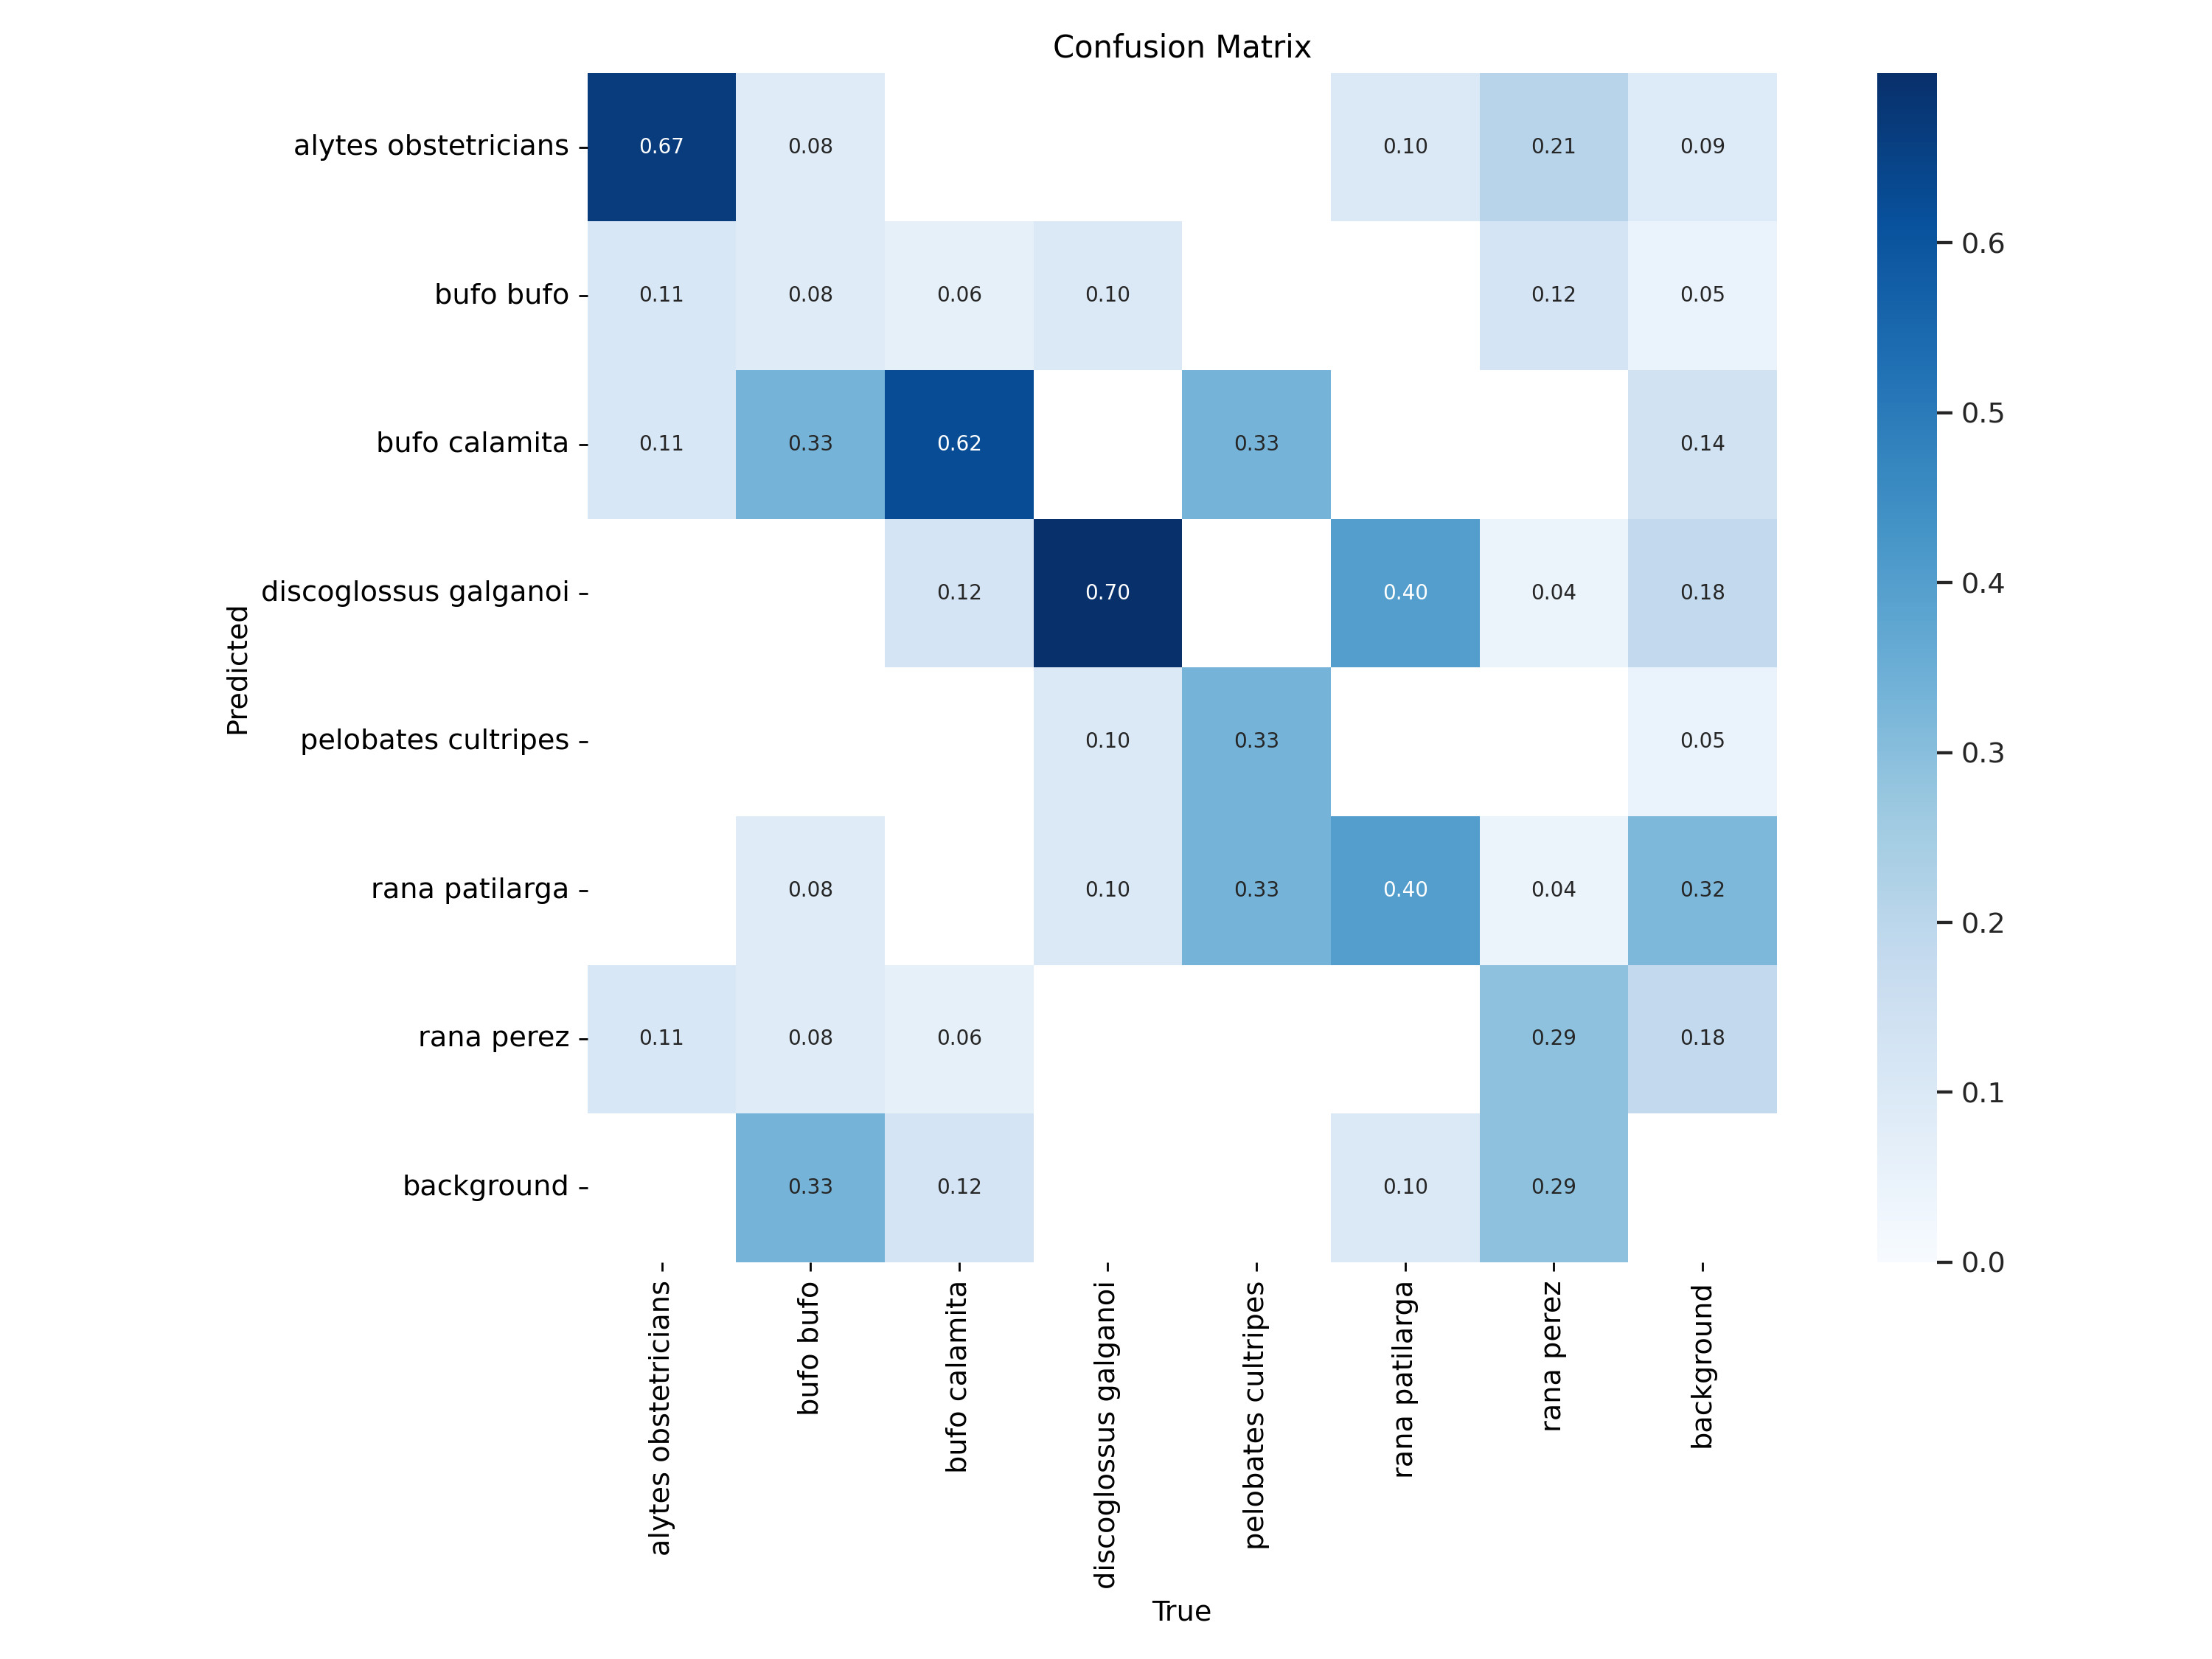 Confusion Matrix
alytes obstetricians 0.67 0.08 0.10 0.21 0.09
bufo bufo 0.11 0.08 0.06 0.10 0.12 0.05
bufo calamita 0.11 0.33 0.62 0.33 0.14
discoglossus galganoi 0.12 0.70 0.40 0.04 0.18
pelobates cultripes 0.10 0.33 0.05
rana patilarga 0.08 0.10 0.33 0.40 0.04 0.32
rana perez 0.11 0.08 0.06 0.29 0.18
background 0.33 0.12 0.10 0.29
Predicted
alytes obstetricians
bufo bufo
bufo calamita
discoglossus galganoi
pelobates cultripes
rana patilarga
rana perez
background
True
0.6
0.5
0.4
0.3
0.2
0.1
0.0